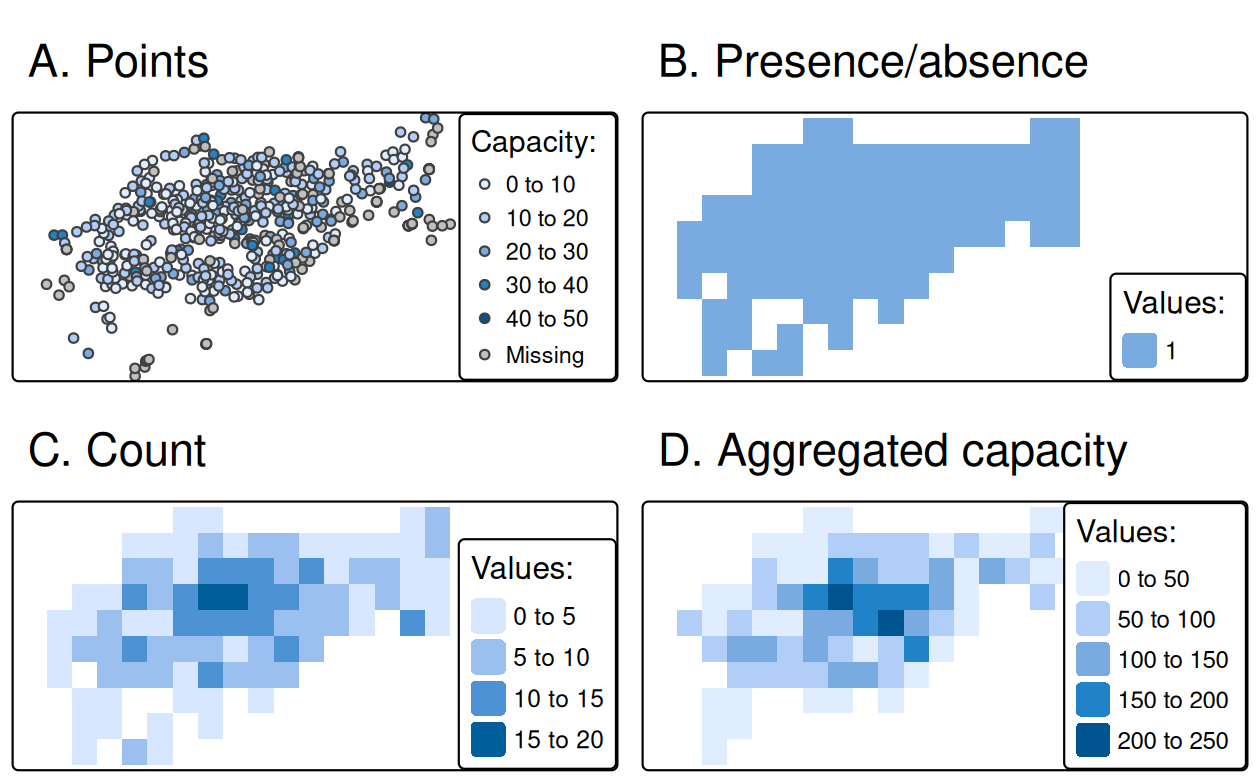 A. Points
Capacity:
0 to 10
10 to 20
20 to 30
30 to 40
40 to 50
Missing
B. Presence/absence
Values:
1
C. Count
Values:
0 to 5
5 to 10
10 to 15
15 to 20
D. Aggregated capacity
Values:
0 to 50
50 to 100
100 to 150
150 to 200
200 to 250